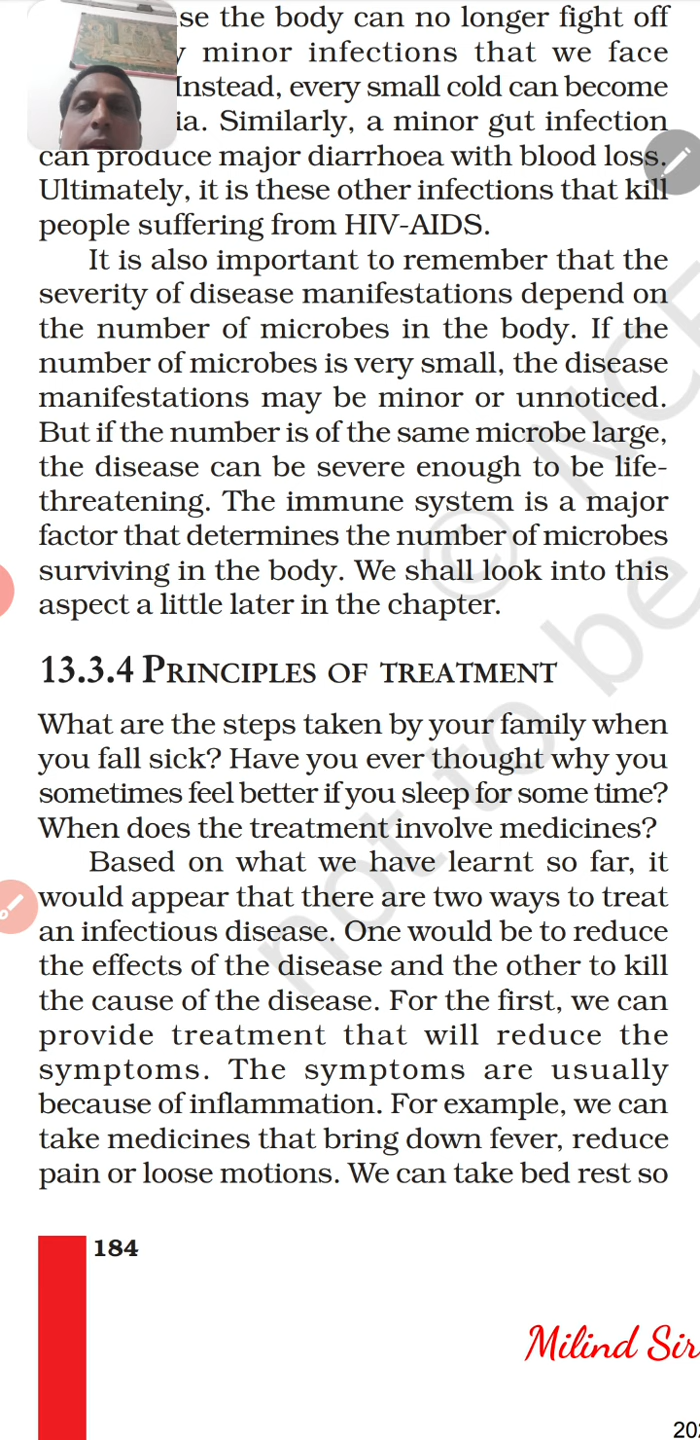 se the body can no longer fight off
minor infections that we face
Instead, every small cold can become
ia. Similarly, a minor gut infection
can produce major diarrhoea with blood loss.
Ultimately, it is these other infections that kill
people suffering from HIV-AIDS.
It is also important to remember that the
severity of disease manifestations depend on
the number of microbes in the body. If the
number of microbes is very small, the disease
manifestations may be minor or unnoticed.
But if the number is of the same microbe large,
the disease can be severe enough to be life-
threatening. The immune system is a major
factor that determines the number of microbes
surviving in the body. We shall look into this
aspect a little later in the chapter.
13.3.4 PRINCIPLES OF TREATMENT
What are the steps taken by your family when
you fall sick? Have you ever thought why you
sometimes feel better if you sleep for some time?
When does the treatment involve medicines?
Based on what we have learnt so far, it
would appear that there are two ways to treat
an infectious disease. One would be to reduce
the effects of the disease and the other to kill
the cause of the disease. For the first, we can
provide treatment that will reduce the
symptoms. The symptoms are usually
because of inflammation. For example, we can
take medicines that bring down fever, reduce
pain or loose motions. We can take bed rest so
184
Milind Sir
202
© NCE
not to be